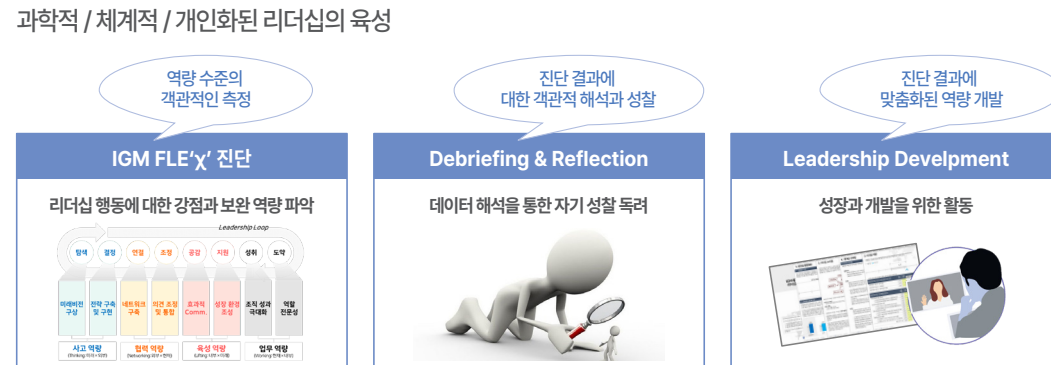 과학적 / 체계적 / 개인화된 리더십의 육성
역량 수준의
객관적인 측정
IGM FLE‘χ’ 진단
리더십 행동에 대한 강점과 보완 역량 파악
Leadership Loop
탐색 결정 연결 조정 공감 지원 성취 도약
미래비전 전략 구축 네트워크 의견 조정 효과적 성장 환경 조직 성과 역할
구상 및 구현 구축 및 통합 Comm. 조성 극대화 전문성
사고 역량 협력 역량 육성 역량 업무 역량
진단 결과에
대한 객관적 해석과 성찰
Debriefing & Reflection
데이터 해석을 통한 자기 성찰 독려
진단 결과에
맞춤화된 역량 개발
Leadership Develpment
성장과 개발을 위한 활동